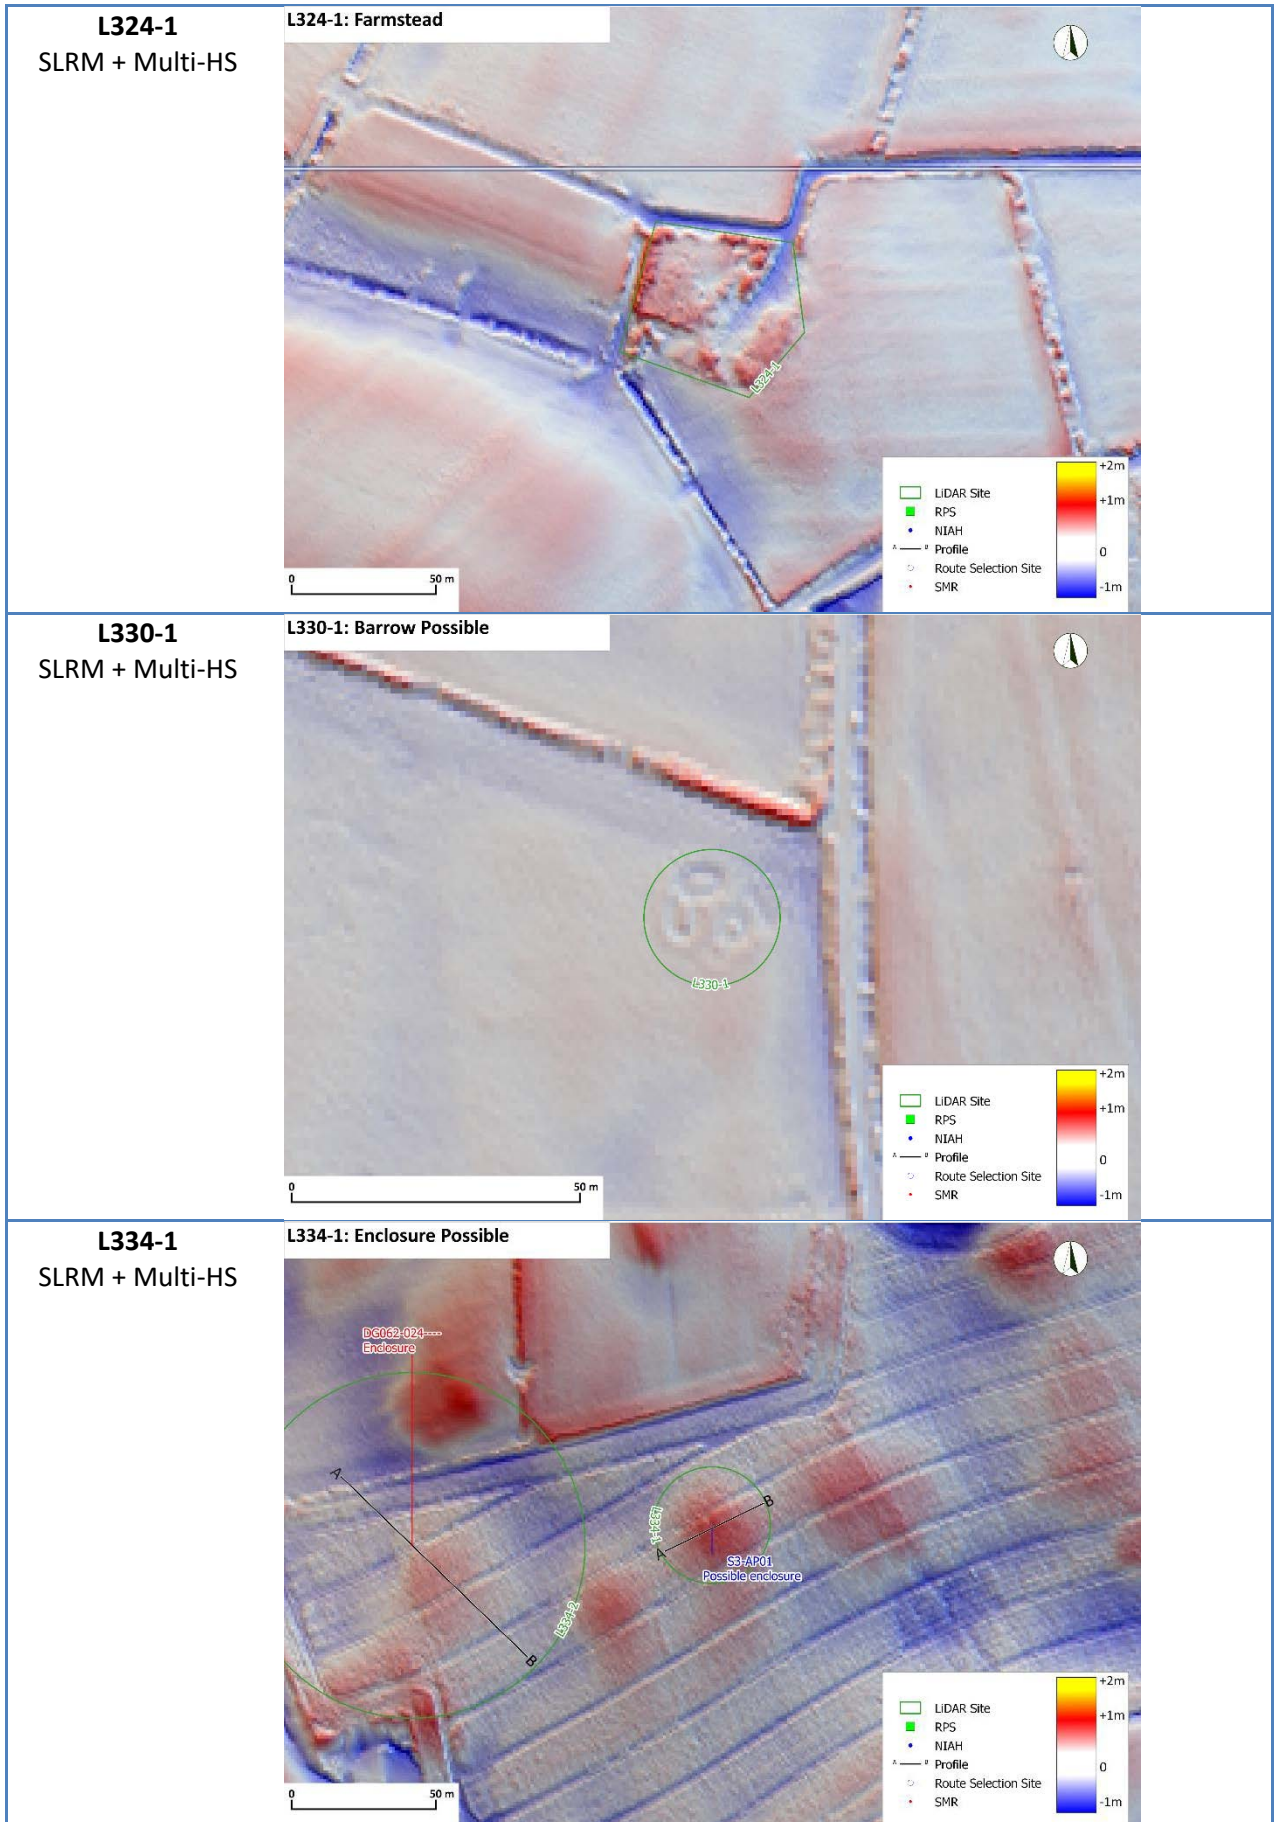 L324-1
SLRM + Multi-HS
L324-1: Farmstead
L324-1
LiDAR Site
RPS
NIAH
A B Profile
Route Selection Site
SMR
+2m
+1m
0
-1m
0 50 m
L330-1
SLRM + Multi-HS
L330-1: Barrow Possible
L330-1
LiDAR Site
RPS
NIAH
A B Profile
Route Selection Site
SMR
+2m
+1m
0
-1m
0 50 m
L334-1
SLRM + Multi-HS
L334-1: Enclosure Possible
DG062-024----
Enclosure
A
B
L334-2
L334-1
A
B
S3-AP01
Possible enclosure
LiDAR Site
RPS
NIAH
A B Profile
Route Selection Site
SMR
+2m
+1m
0
-1m
0 50 m